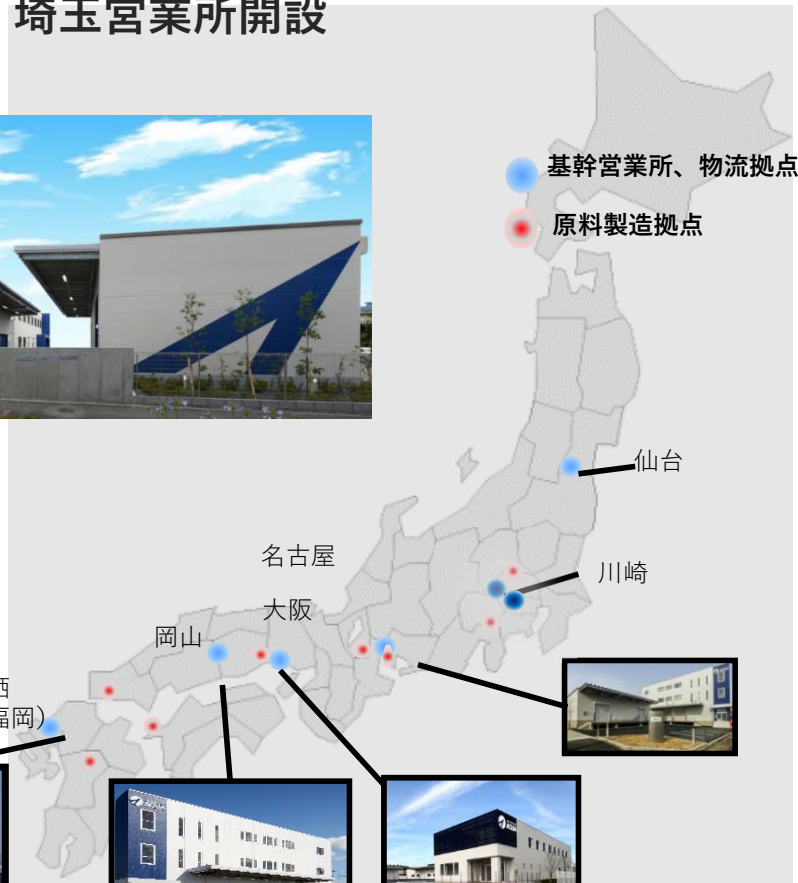 埼玉営業所開設
基幹営業所、物流拠点
原料製造拠点
仙台
名古屋
川崎
大阪
岡山
栖
福岡）